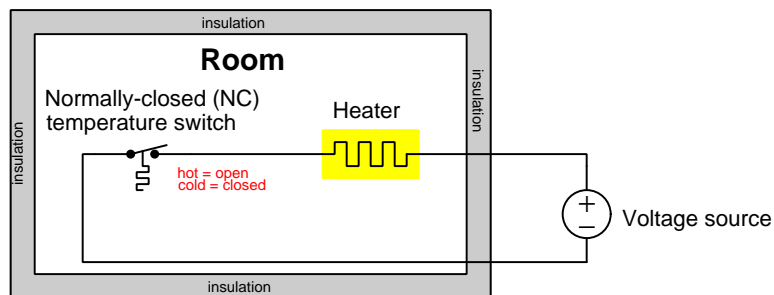 insulation
Room
Normally-closed (NC)
temperature switch
Heater
insulation
insulation
hot = open
cold = closed
+
−
Voltage source
insulation